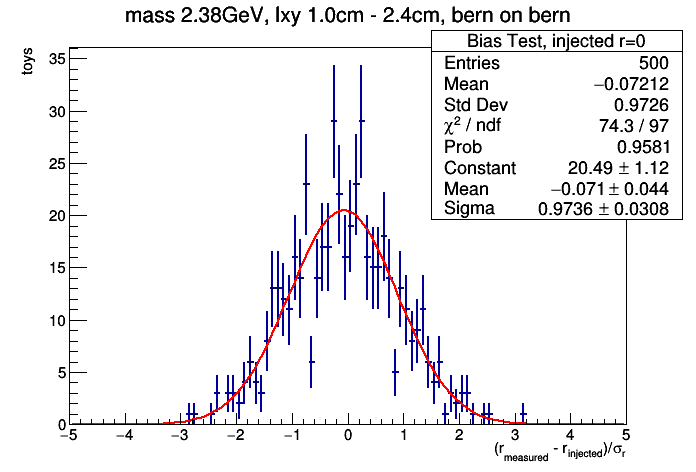 mass 2.38GeV, lxy 1.0cm - 2.4cm, bern on bern
Bias Test, injected r=0
Entries 500
Mean −0.07212
Std Dev 0.9726
χ² / ndf 74.3 / 97
Prob 0.9581
Constant 20.49 ± 1.12
Mean −0.071 ± 0.044
Sigma 0.9736 ± 0.0308
toys
35
30
25
20
15
10
5
0
−5 −4 −3 −2 −1 0 1 2 3 4 5
(r_measured - r_injected)/σ_r